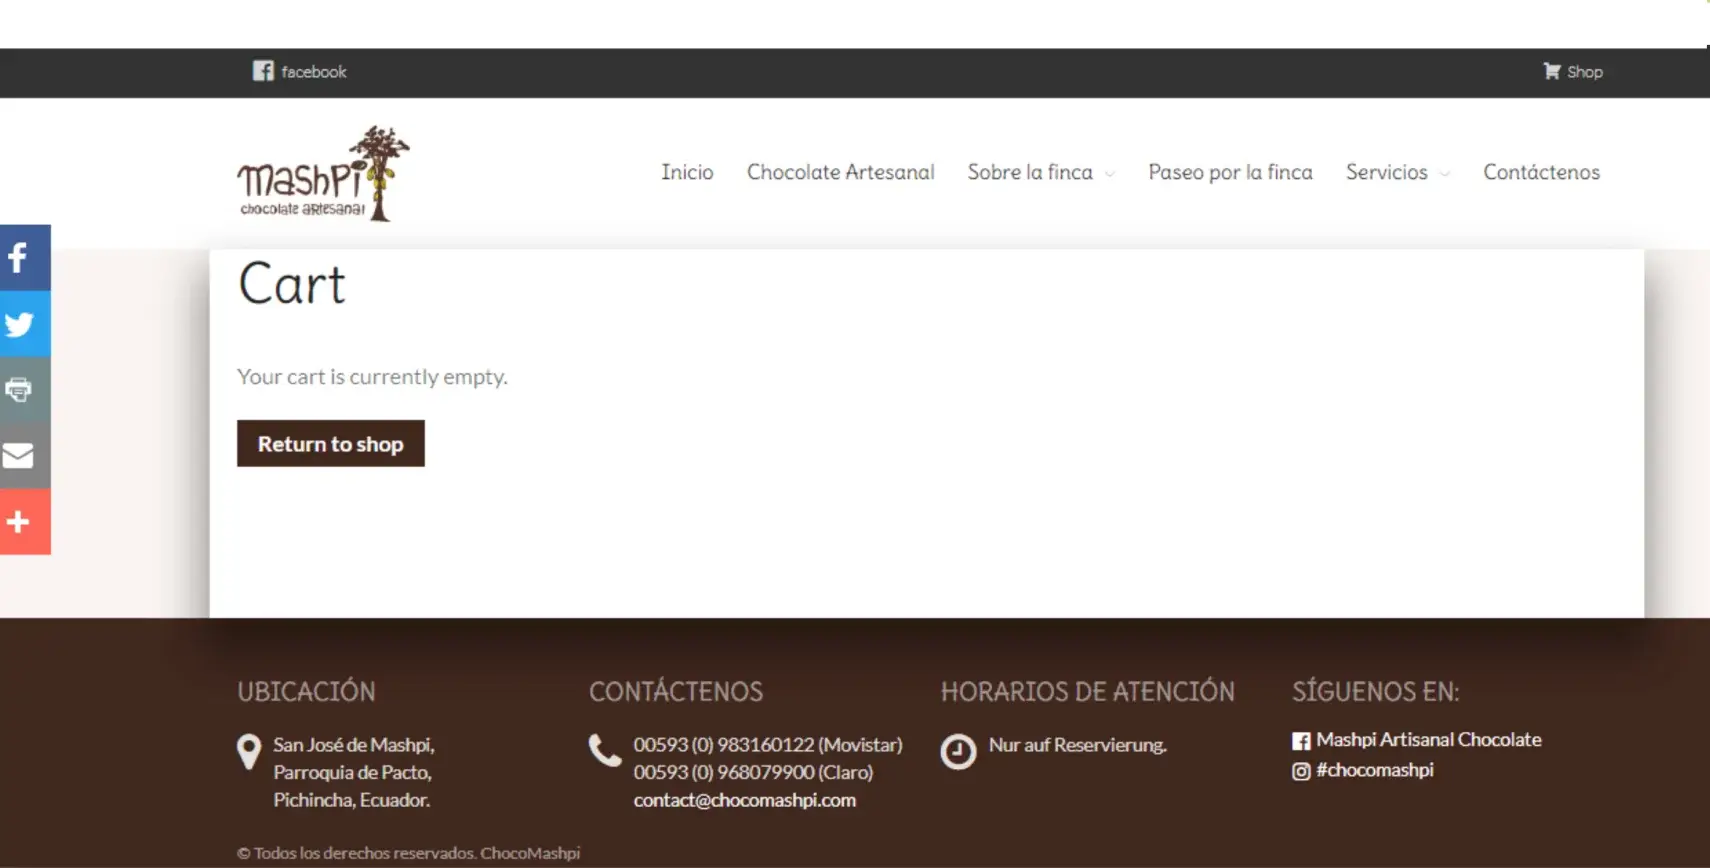 facebook
Shop
mashpi
chocolate artesanal
Inicio
Chocolate Artesanal
Sobre la finca
Paseo por la finca
Servicios
Contáctenos
Cart
Your cart is currently empty.
Return to shop
UBICACIÓN
San José de Mashpi,
Parroquia de Pacto,
Pichincha, Ecuador.
CONTÁCTENOS
00593 (0) 983160122 (Movistar)
00593 (0) 968079900 (Claro)
contact@chocomashpi.com
HORARIOS DE ATENCIÓN
Nur auf Reservierung.
SÍGUENOS EN:
Mashpi Artisanal Chocolate
#chocomashpi
© Todos los derechos reservados. ChocoMashpi